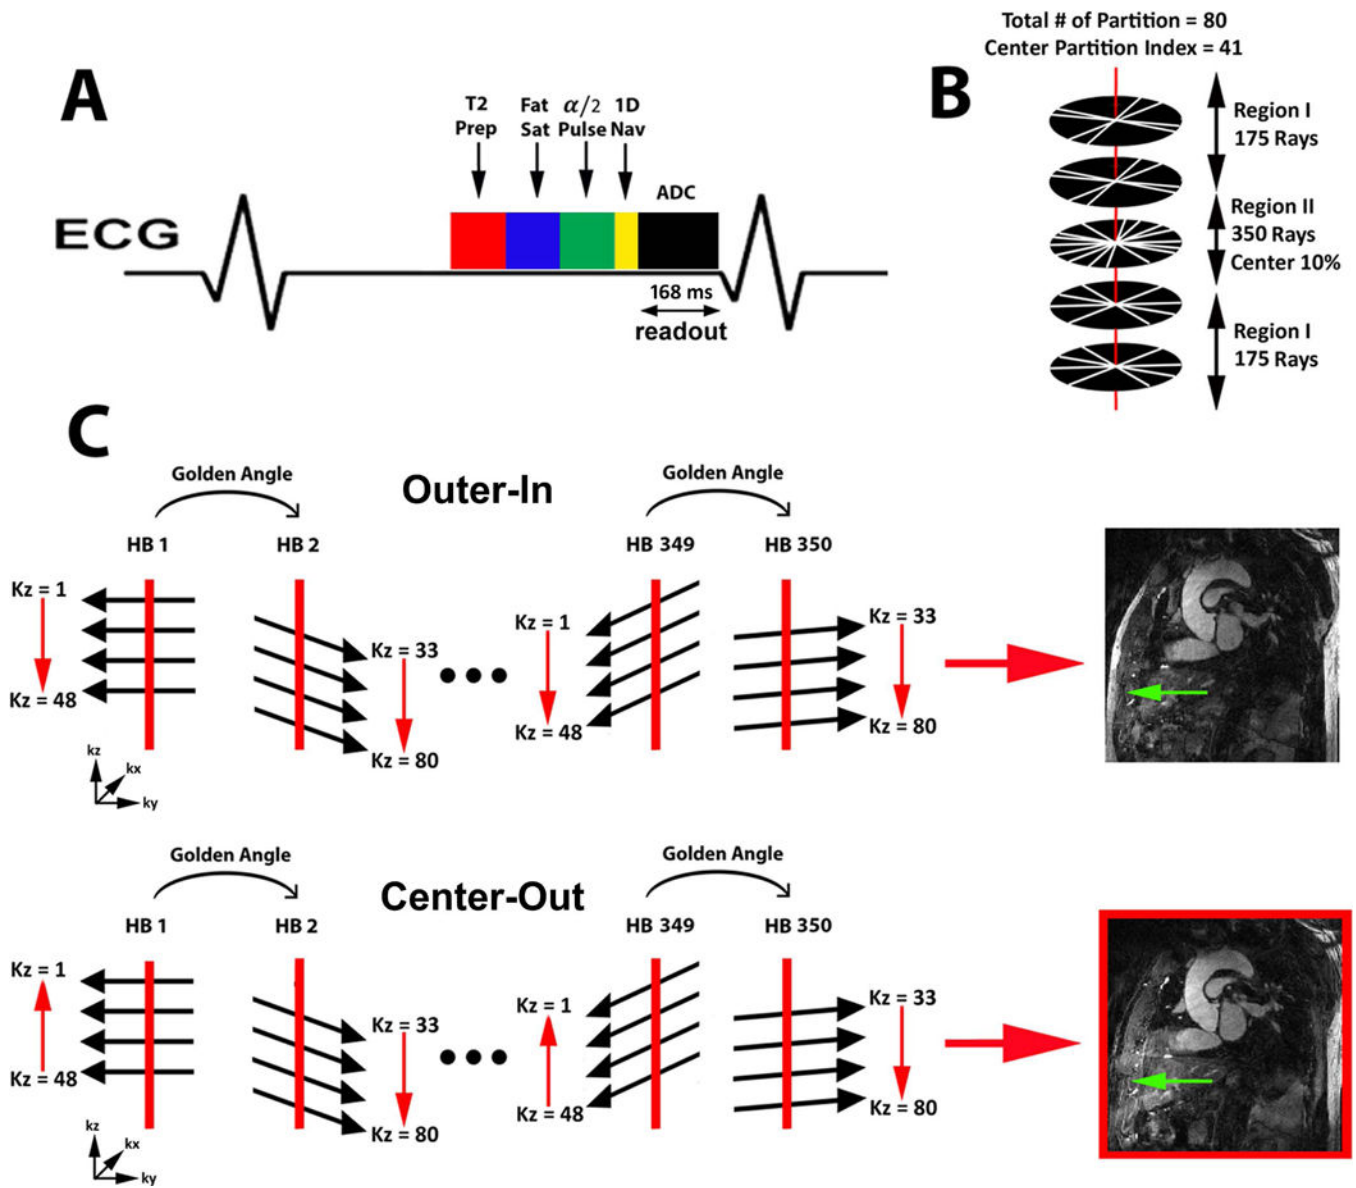 A
T2
Prep
Fat
Sat
α/2
Pulse
1D
Nav
ADC
ECG
168 ms
readout
Total # of Partition = 80
Center Partition Index = 41
B
Region I
175 Rays
Region II
350 Rays
Center 10%
Region I
175 Rays
C
Outer-In
Golden Angle
Golden Angle
HB 1
HB 2
HB 349
HB 350
Kz = 1
Kz = 48
Kz = 33
Kz = 80
Kz = 1
Kz = 48
Kz = 33
Kz = 80
kz
kx
ky
Center-Out
Golden Angle
Golden Angle
HB 1
HB 2
HB 349
HB 350
Kz = 1
Kz = 48
Kz = 33
Kz = 80
Kz = 1
Kz = 48
Kz = 33
Kz = 80
kz
kx
ky